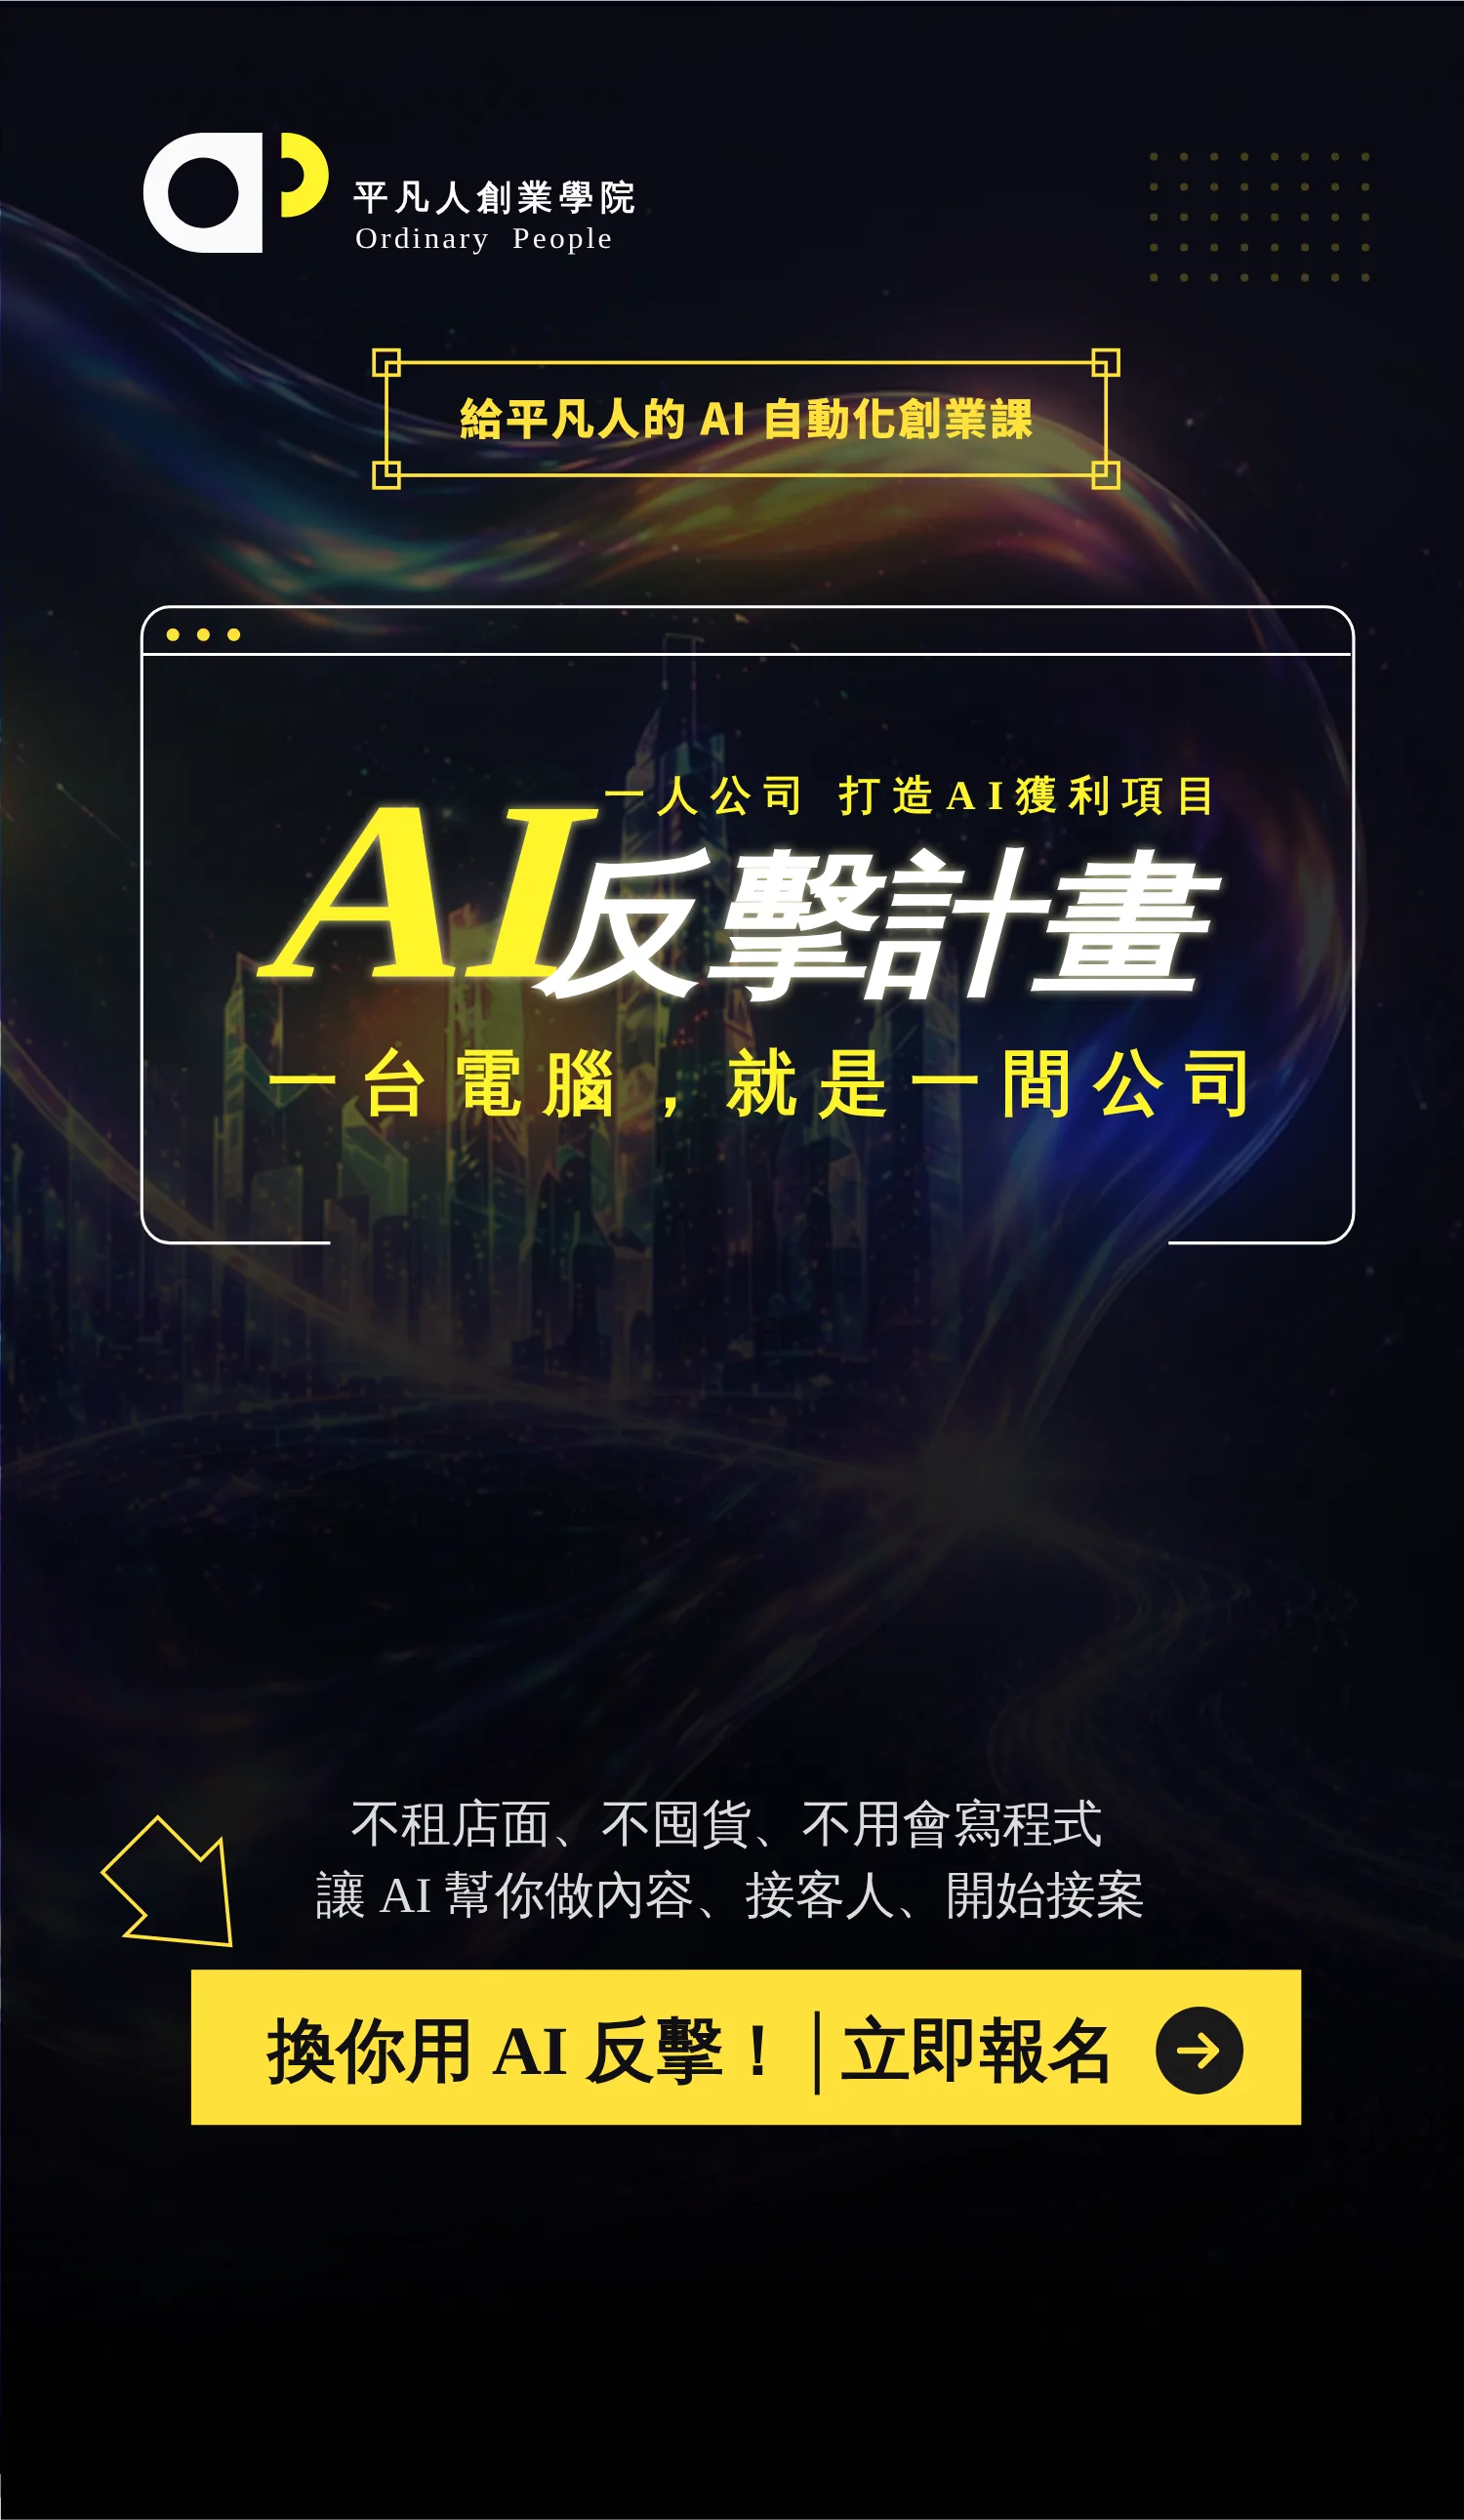 平凡人創業學院
Ordinary People
給平凡人的 AI 自動化創業課
一人公司 打造AI獲利項目
AI反擊計畫
一台電腦，就是一間公司
不租店面、不囤貨、不用會寫程式
讓 AI 幫你做內容、接客人、開始接案
換你用 AI 反擊！│立即報名